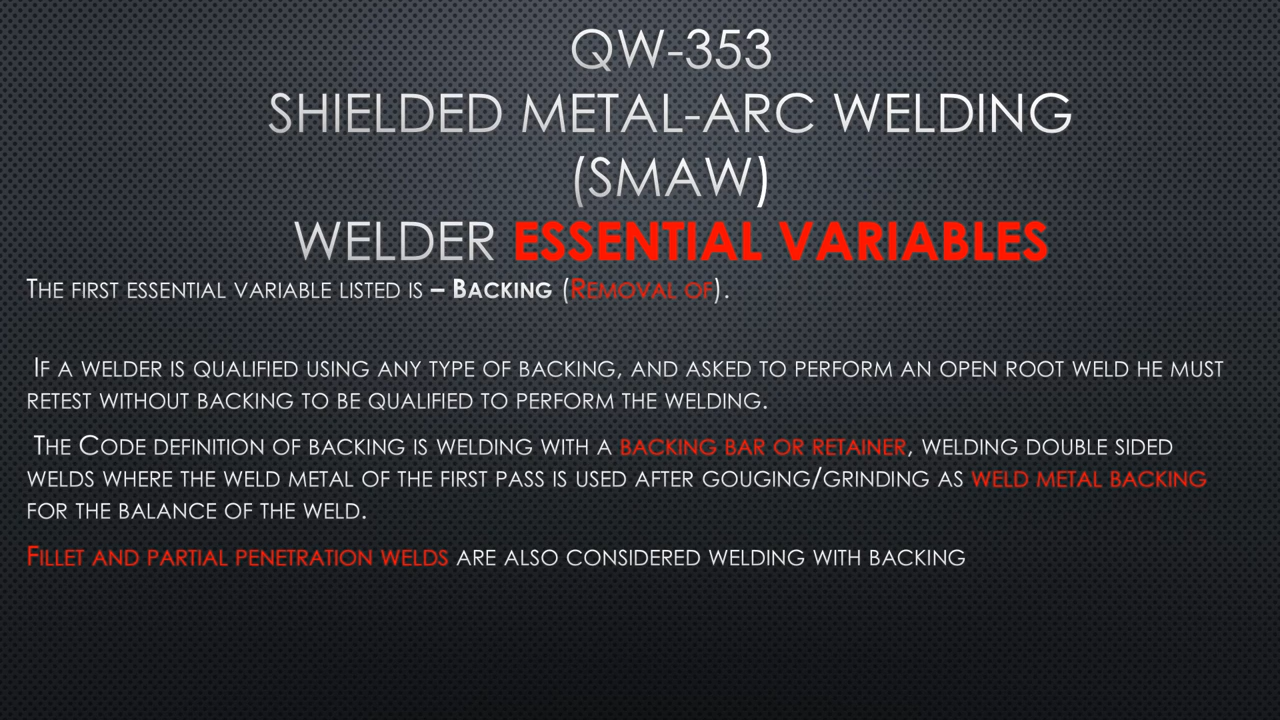 QW-353
SHIELDED METAL-ARC WELDING
(SMAW)
WELDER ESSENTIAL VARIABLES
THE FIRST ESSENTIAL VARIABLE LISTED IS – BACKING (REMOVAL OF).
IF A WELDER IS QUALIFIED USING ANY TYPE OF BACKING, AND ASKED TO PERFORM AN OPEN ROOT WELD HE MUST
RETEST WITHOUT BACKING TO BE QUALIFIED TO PERFORM THE WELDING.
THE CODE DEFINITION OF BACKING IS WELDING WITH A BACKING BAR OR RETAINER, WELDING DOUBLE SIDED
WELDS WHERE THE WELD METAL OF THE FIRST PASS IS USED AFTER GOUGING/GRINDING AS WELD METAL BACKING
FOR THE BALANCE OF THE WELD.
FILLET AND PARTIAL PENETRATION WELDS ARE ALSO CONSIDERED WELDING WITH BACKING